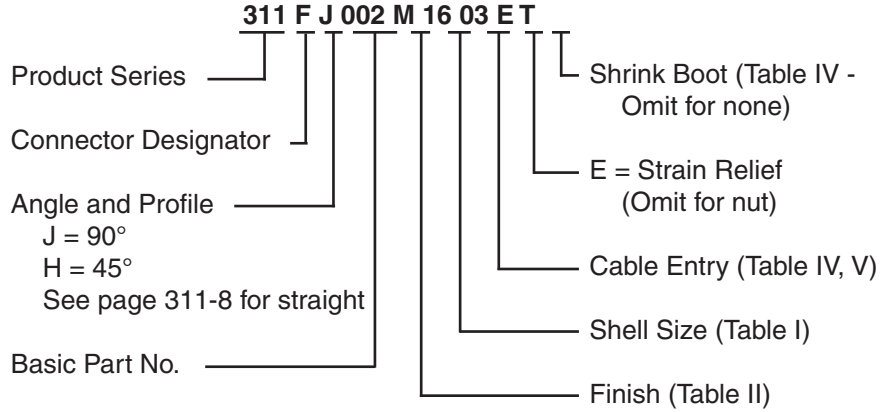 311 F J 002 M 16 03 E T
Product Series
Connector Designator
Angle and Profile
J = 90°
H = 45°
See page 311-8 for straight
Basic Part No.
Shrink Boot (Table IV -
Omit for none)
E = Strain Relief
(Omit for nut)
Cable Entry (Table IV, V)
Shell Size (Table I)
Finish (Table II)